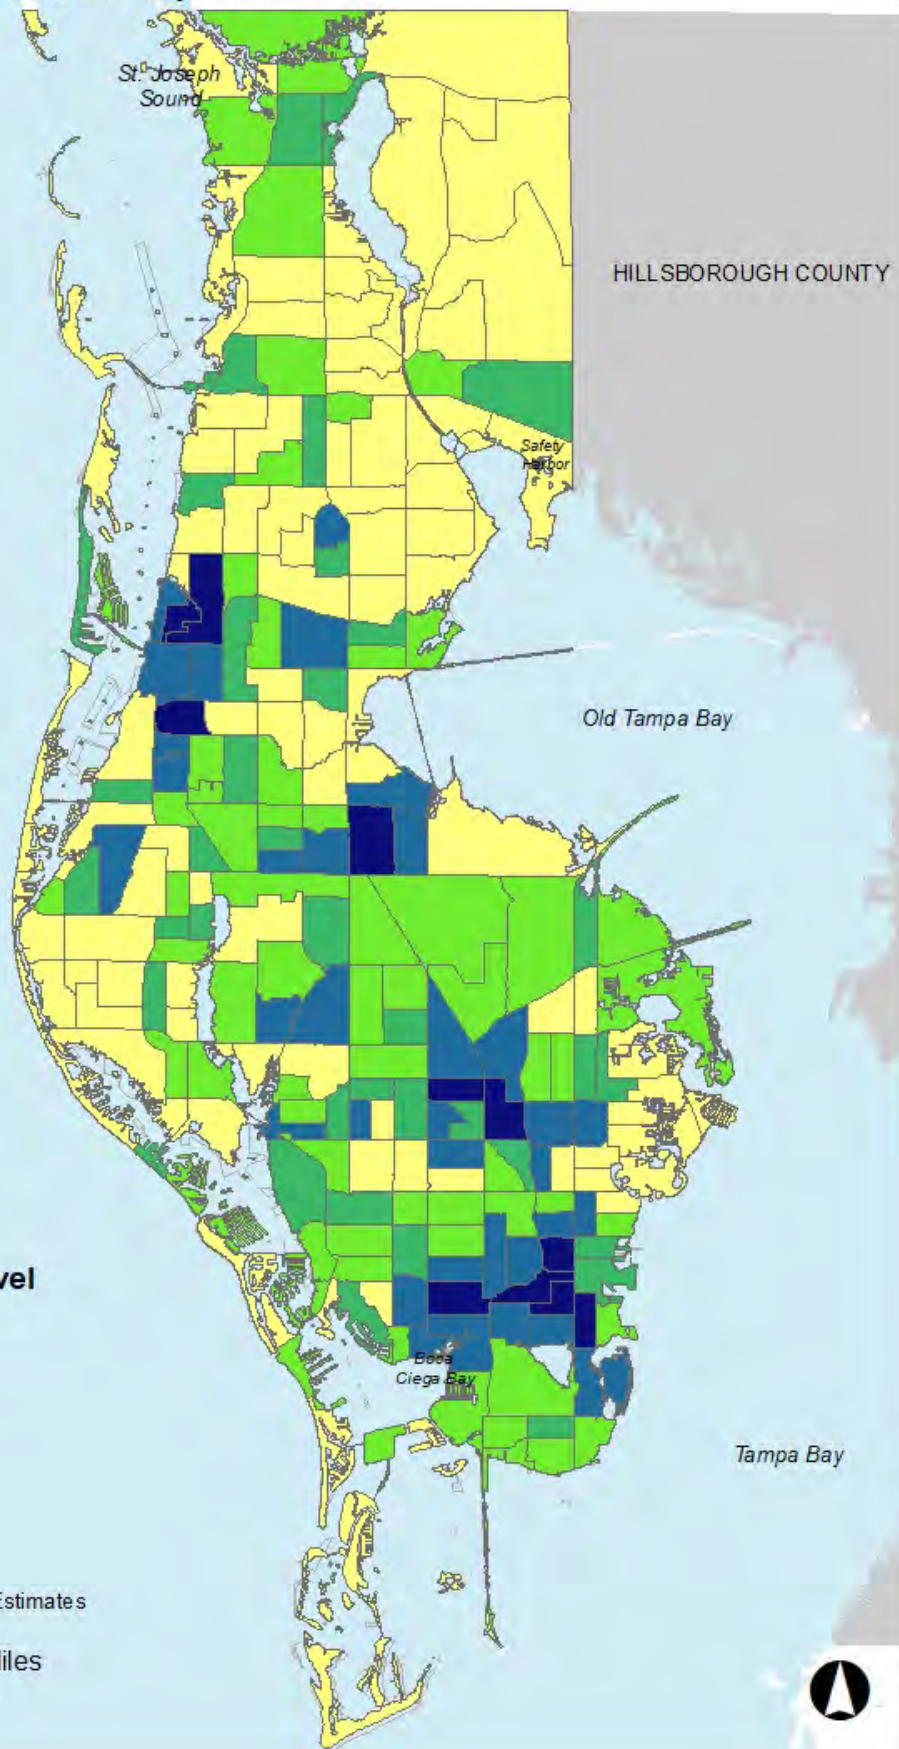 St. Joseph
Sound
HILLSBOROUGH COUNTY
Safety
Harbor
Old Tampa Bay
vel
Boca
Ciega Bay
Tampa Bay
Estimates
iles